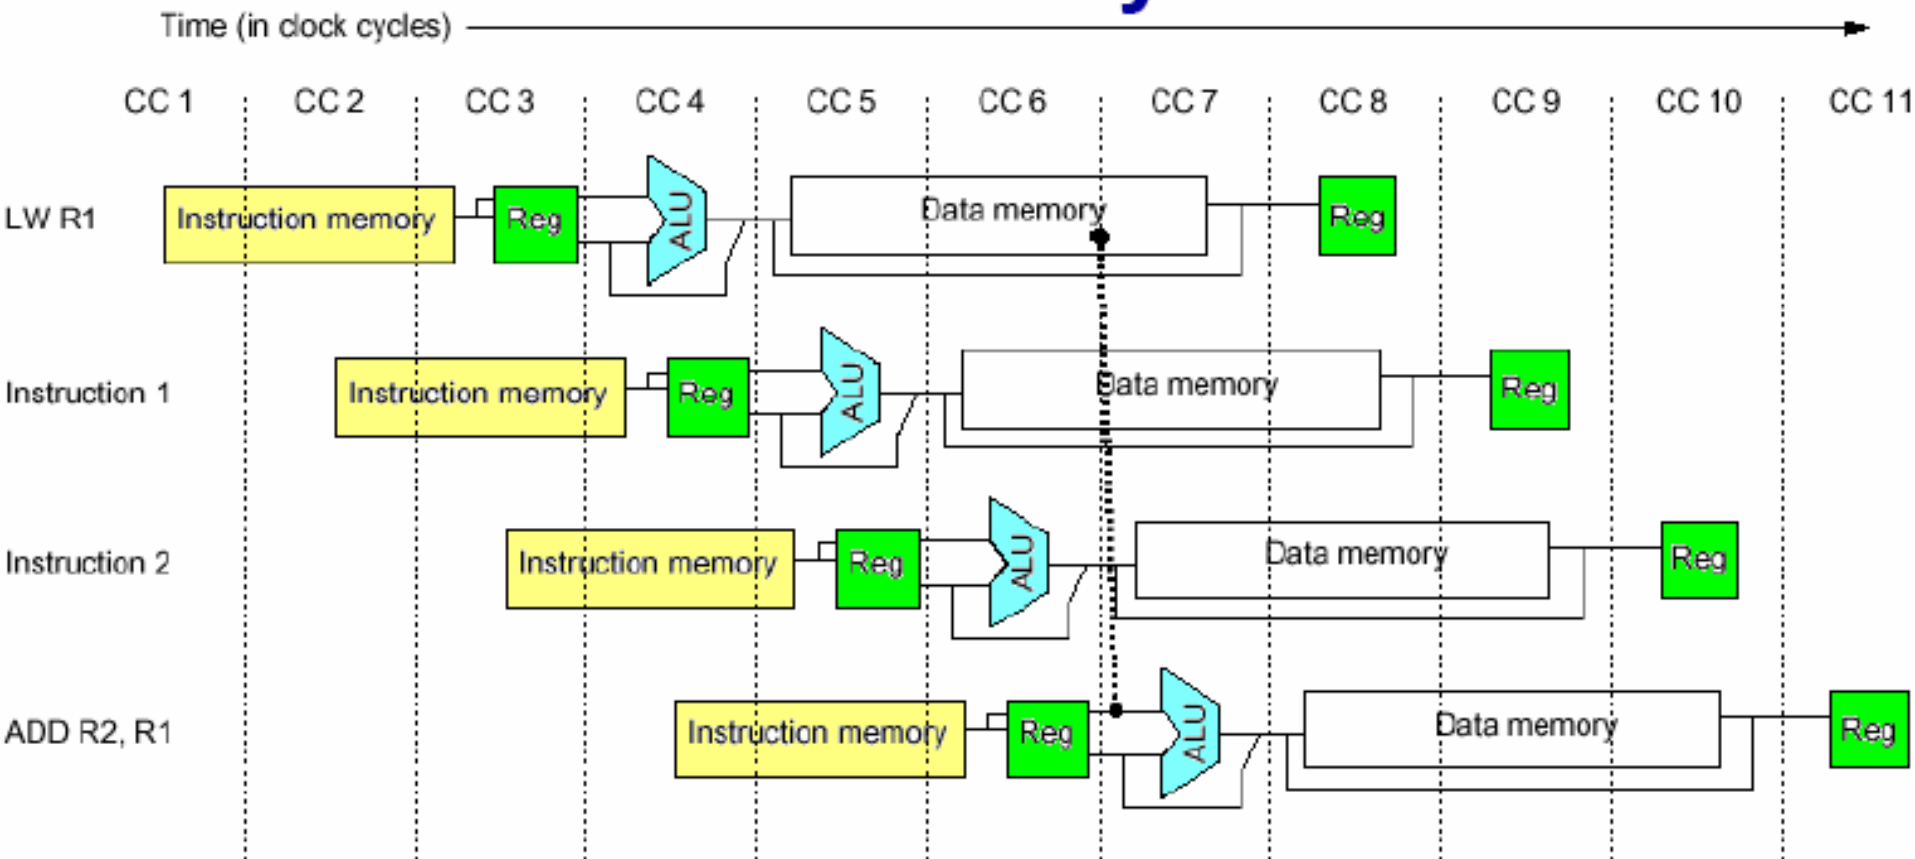 Time (in clock cycles)
CC 1 CC 2 CC 3 CC 4 CC 5 CC 6 CC 7 CC 8 CC 9 CC 10 CC 11
LW R1 Instruction memory Reg ALU Data memory Reg
Instruction 1 Instruction memory Reg ALU Data memory Reg
Instruction 2 Instruction memory Reg ALU Data memory Reg
ADD R2, R1 Instruction memory Reg ALU Data memory Reg